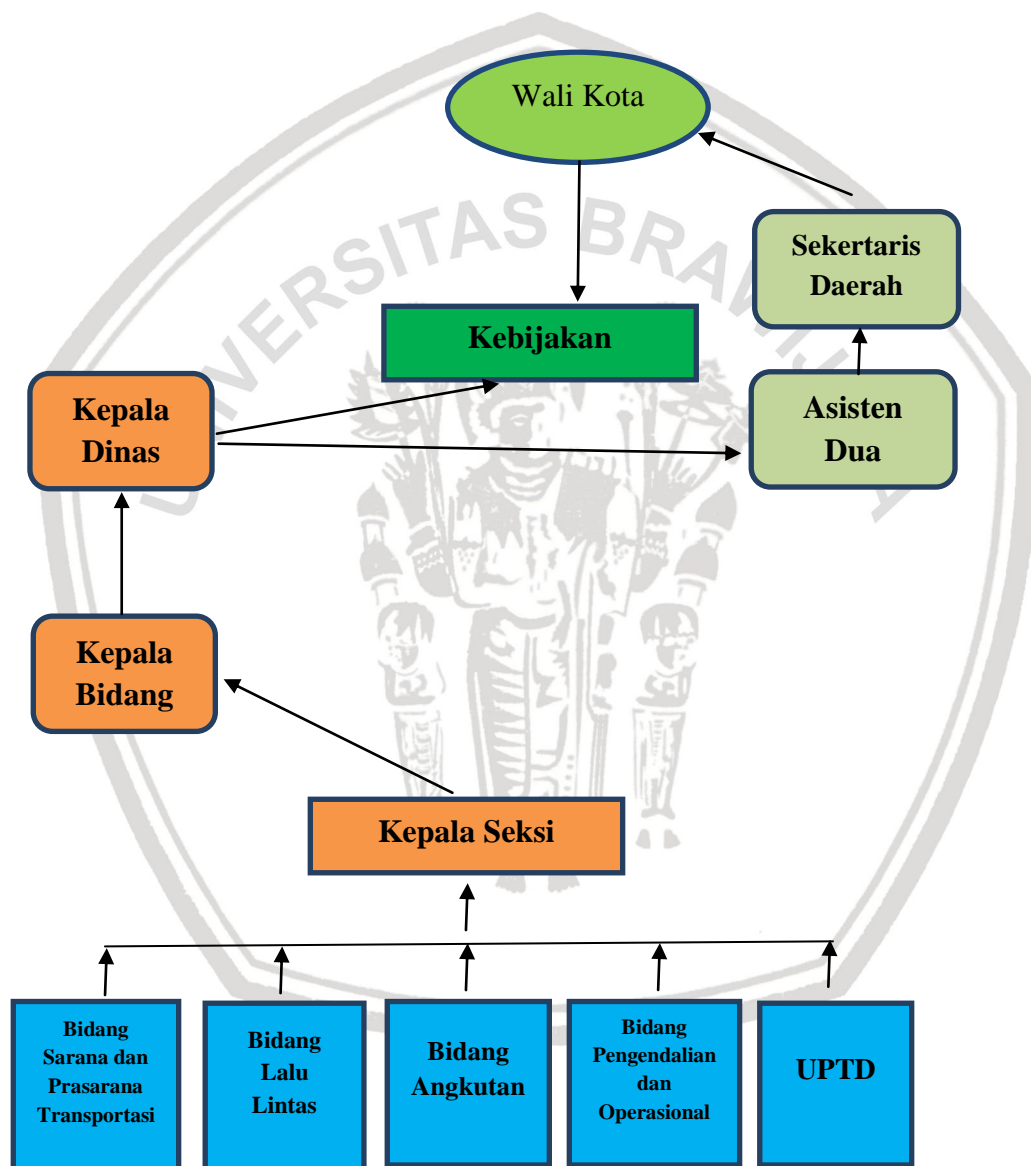 Wali Kota
UNIVERSITAS BRAWIJAYA
Sekertaris
Daerah
Kebijakan
Kepala
Dinas
Asisten
Dua
Kepala
Bidang
Kepala Seksi
Bidang
Sarana dan
Prasarana
Transportasi
Bidang
Lalu
Lintas
Bidang
Angkutan
Bidang
Pengendalian
dan
Operasional
UPTD